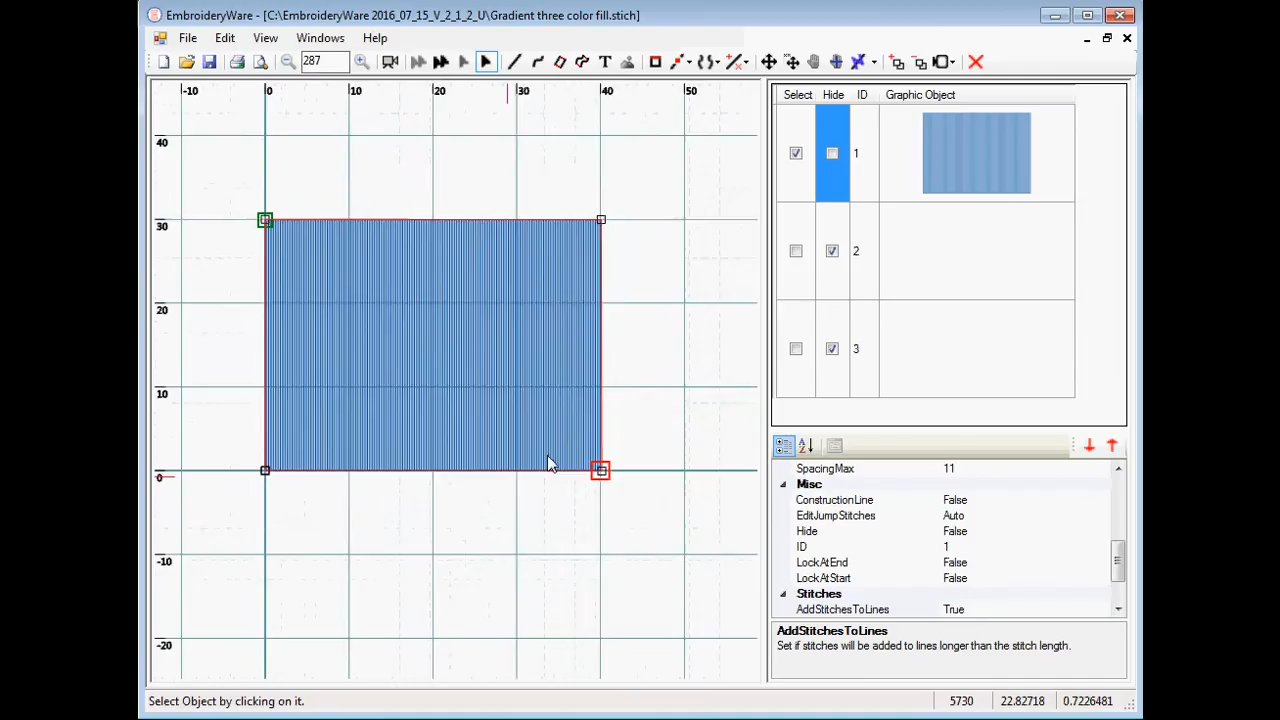 EmbroideryWare - [C:\EmbroideryWare 2016_07_15_V_2_1_2_U\Gradient three color fill.stich]
File Edit View Windows Help
287
-10 0 10 20 30 40 50
40
30
20
10
0
-10
-20
Select Hide ID Graphic Object
1
2
3
SpacingMax 11
Misc
ConstructionLine False
EditJumpStitches Auto
Hide False
ID 1
LockAtEnd False
LockAtStart False
Stitches
AddStitchesToLines True
AddStitchesToLines
Set if stitches will be added to lines longer than the stitch length.
Select Object by clicking on it. 5730 22.82718 0.7226481